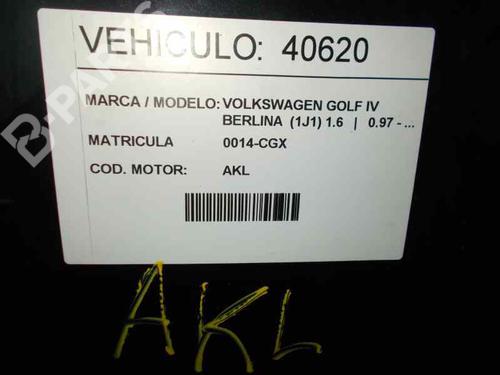 VEHICULO: 40620
MARCA / MODELO: VOLKSWAGEN GOLF IV
BERLINA (1J1) 1.6 | 0.97 - ...
MATRICULA 0014-CGX
COD. MOTOR: AKL
AKL
B-PARTS